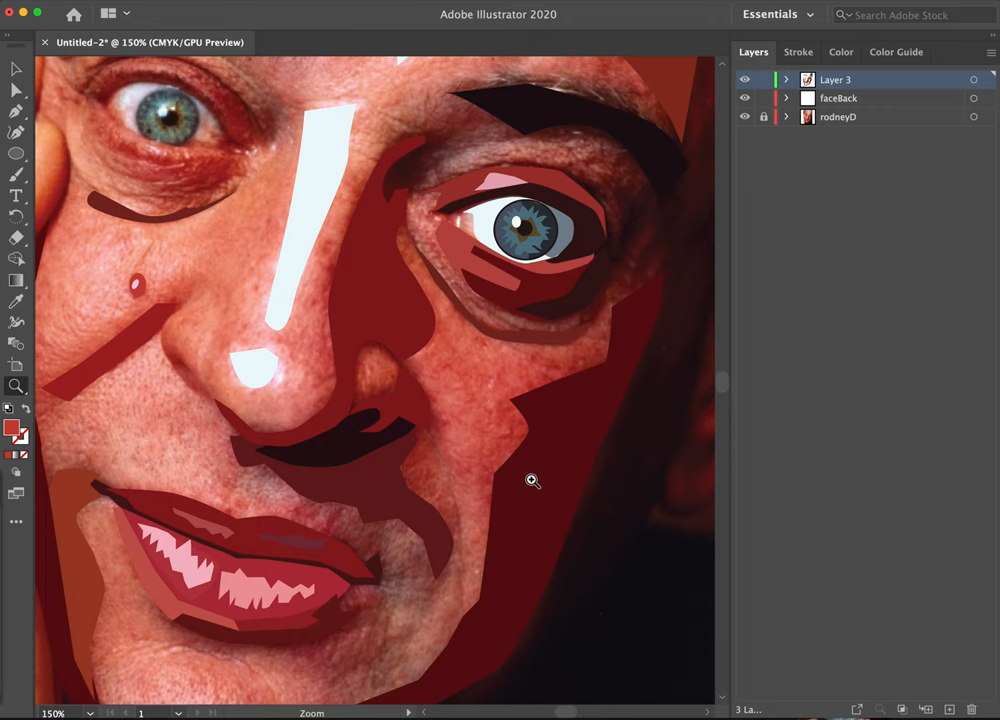 Adobe Illustrator 2020
Essentials
Search Adobe Stock
Untitled-2* @ 150% (CMYK/GPU Preview)
Layers Stroke Color Color Guide
Layer 3
faceBack
rodneyD
150% 1 Zoom
3 La...